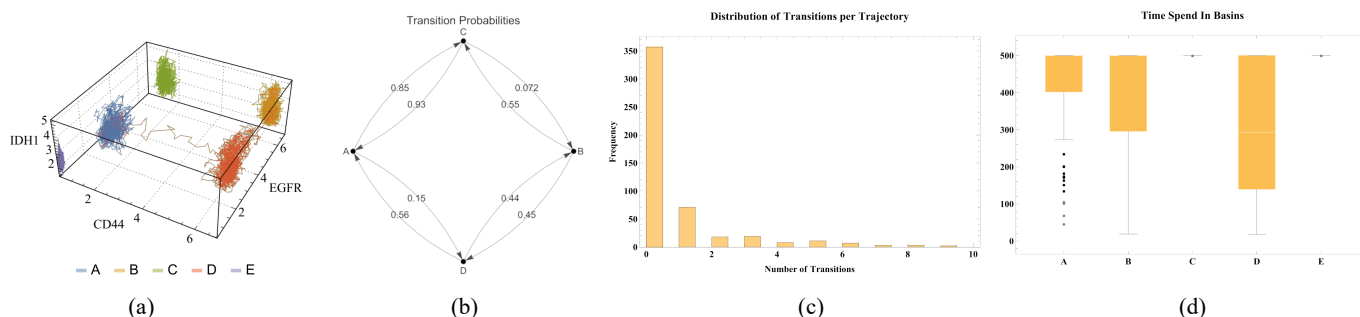 5
4
3
2
IDH1
2
4
6
CD44
2
4
6
EGFR
A B C D E
(a)
Transition Probabilities
C
0.85
0.072
0.93
0.55
A
B
0.15
0.44
0.56
0.45
D
(b)
Distribution of Transitions per Trajectory
Frequency
350
300
250
200
150
100
50
0
0 2 4 6 8 10
Number of Transitions
(c)
Time Spend In Basins
500
400
300
200
100
0
A B C D E
(d)